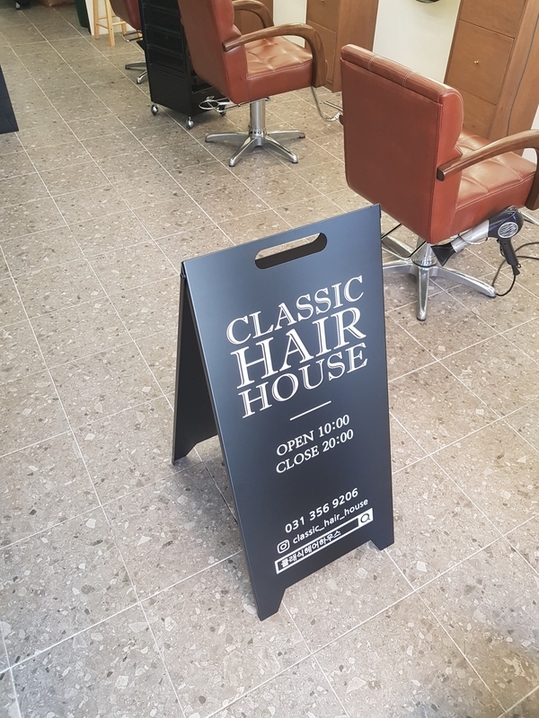 CLASSIC
HAIR
HOUSE
OPEN 10:00
CLOSE 20:00
031 356 9206
classic_hair_house
클래식헤어하우스